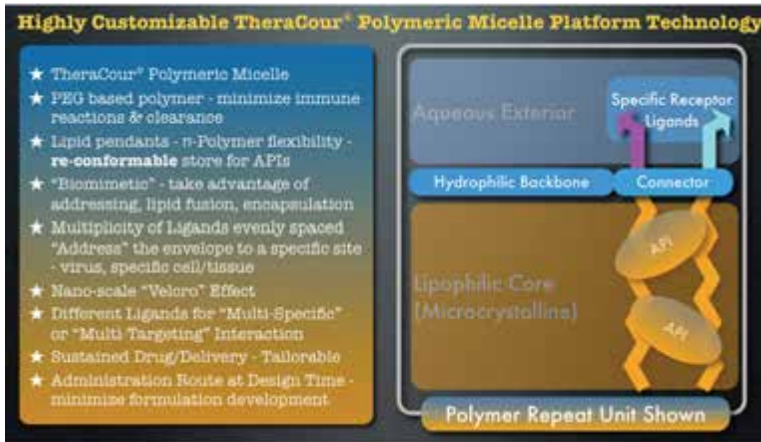 Highly Customizable TheraCour® Polymeric Micelle Platform Technology
★ TheraCour® Polymeric Micelle
★ PEG based polymer - minimize immune
reactions & clearance
★ Lipid pendants - n-Polymer flexibility -
re-conformable store for APIs
★ "Biomimetic" - take advantage of
addressing, lipid fusion, encapsulation
★ Multiplicity of Ligands evenly spaced
"Address" the envelope to a specific site
- virus, specific cell/tissue
★ Nano-scale "Velcro" Effect
★ Different Ligands for "Multi-Specific"
or "Multi Targeting" Interaction
★ Sustained Drug/Delivery - Tailorable
★ Administration Route at Design Time -
minimize formulation development
Aqueous Exterior
Specific Receptor
Ligands
Hydrophilic Backbone
Connector
API
Lipophilic Core
(Microcrystalline)
API
Polymer Repeat Unit Shown